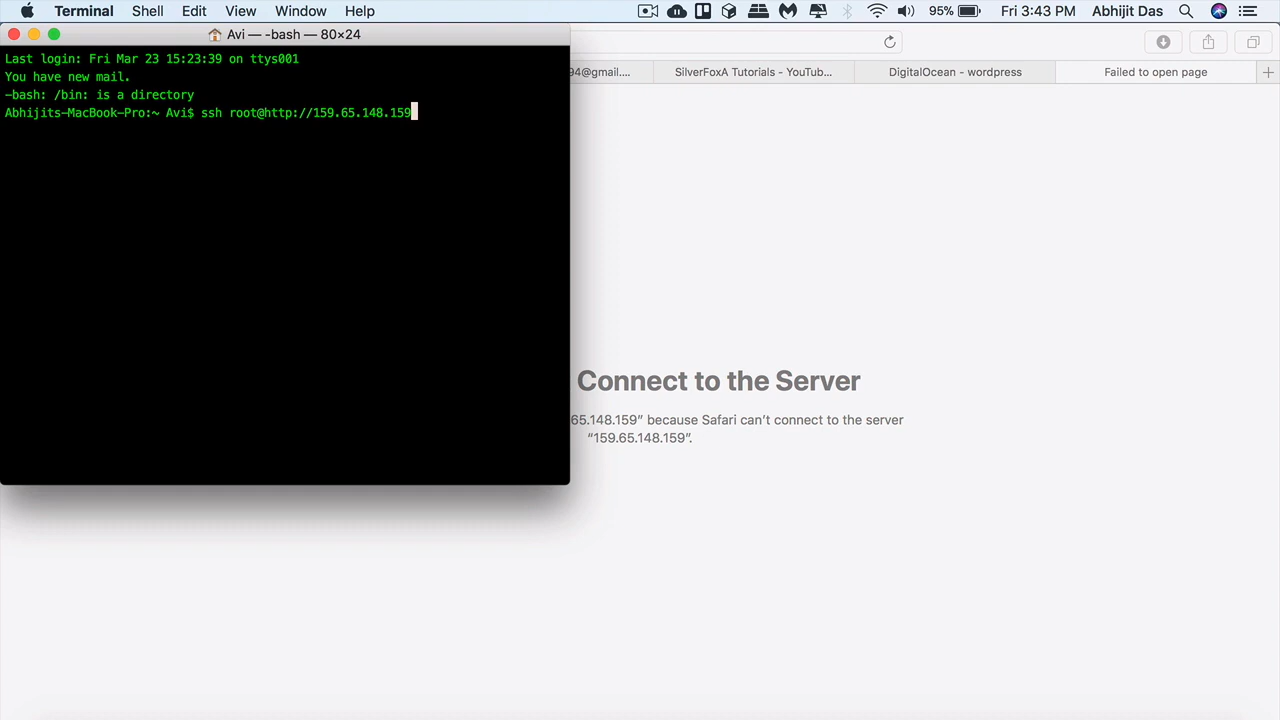 Terminal Shell Edit View Window Help 95% Fri 3:43 PM Abhijit Das
Avi — -bash — 80×24
Last login: Fri Mar 23 15:23:39 on ttys001
You have new mail.
-bash: /bin: is a directory
Abhijits-MacBook-Pro:~ Avi$ ssh root@http://159.65.148.159
94@gmail.... SilverFoxA Tutorials - YouTub... DigitalOcean - wordpress Failed to open page
Connect to the Server
65.148.159” because Safari can’t connect to the server
“159.65.148.159”.